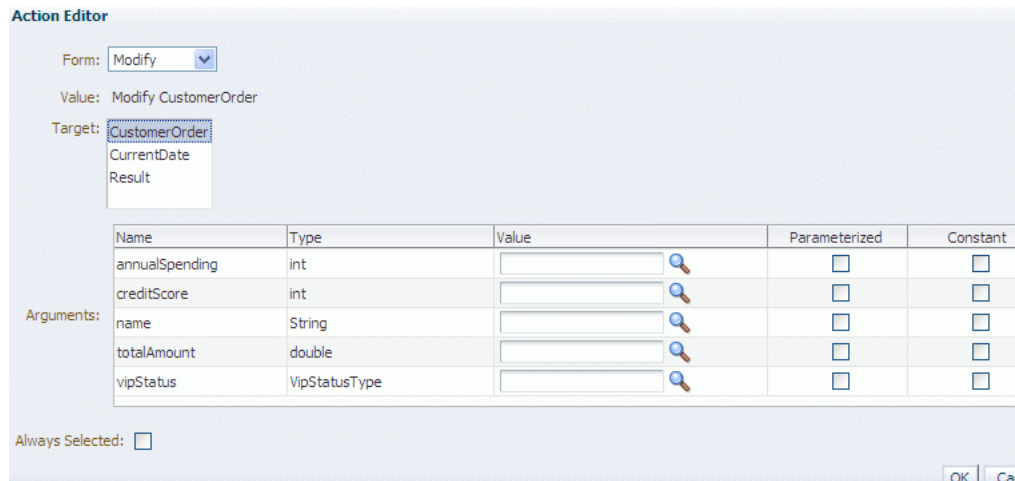 Action Editor
Form: Modify
Value: Modify CustomerOrder
Target: CustomerOrder
CurrentDate
Result
Name Type Value Parameterized Constant
annualSpending int
creditScore int
Arguments:
name String
totalAmount double
vipStatus VipStatusType
Always Selected:
OK Ca